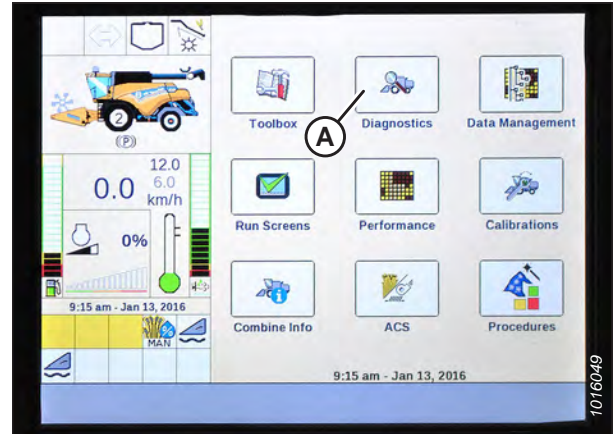 Toolbox
Diagnostics
Data Management
A
2
(P)
12.0
0.0 6.0
km/h
Run Screens
Performance
Calibrations
0%
9:15 am - Jan 13, 2016
MAN
Combine Info
ACS
Procedures
9:15 am - Jan 13, 2016
1016049